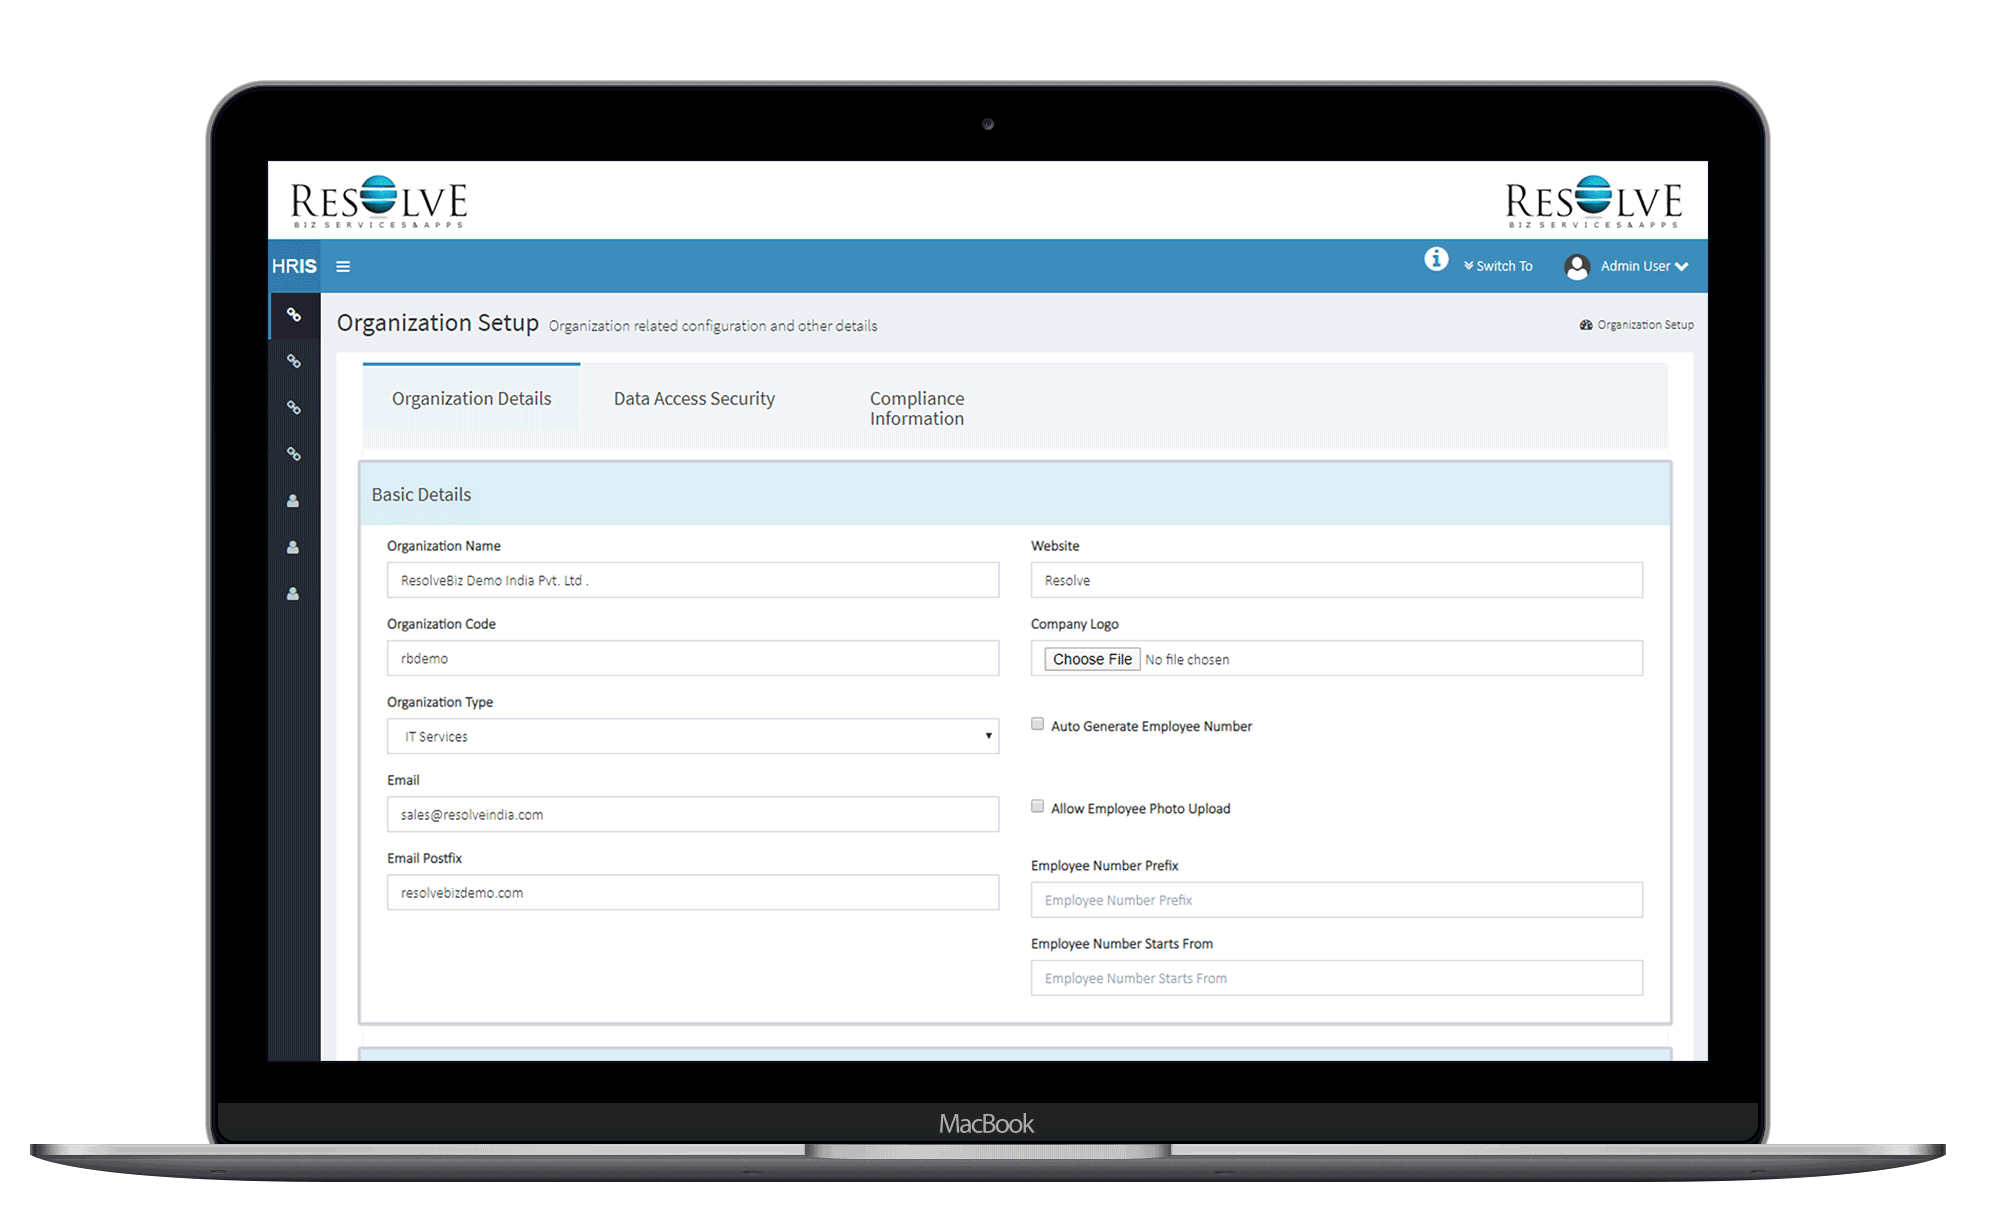 RESOLVE
BIZ SERVICES & APPS
RESOLVE
BIZ SERVICES & APPS
HRIS
Switch To
Admin User
Organization Setup Organization related configuration and other details
Organization Setup
Organization Details
Data Access Security
Compliance
Information
Basic Details
Organization Name
ResolveBiz Demo India Pvt. Ltd .
Website
Resolve
Organization Code
rbdemo
Company Logo
Choose File No file chosen
Organization Type
IT Services
Auto Generate Employee Number
Email
sales@resolveindia.com
Allow Employee Photo Upload
Email Postfix
resolvebizdemo.com
Employee Number Prefix
Employee Number Prefix
Employee Number Starts From
Employee Number Starts From
MacBook